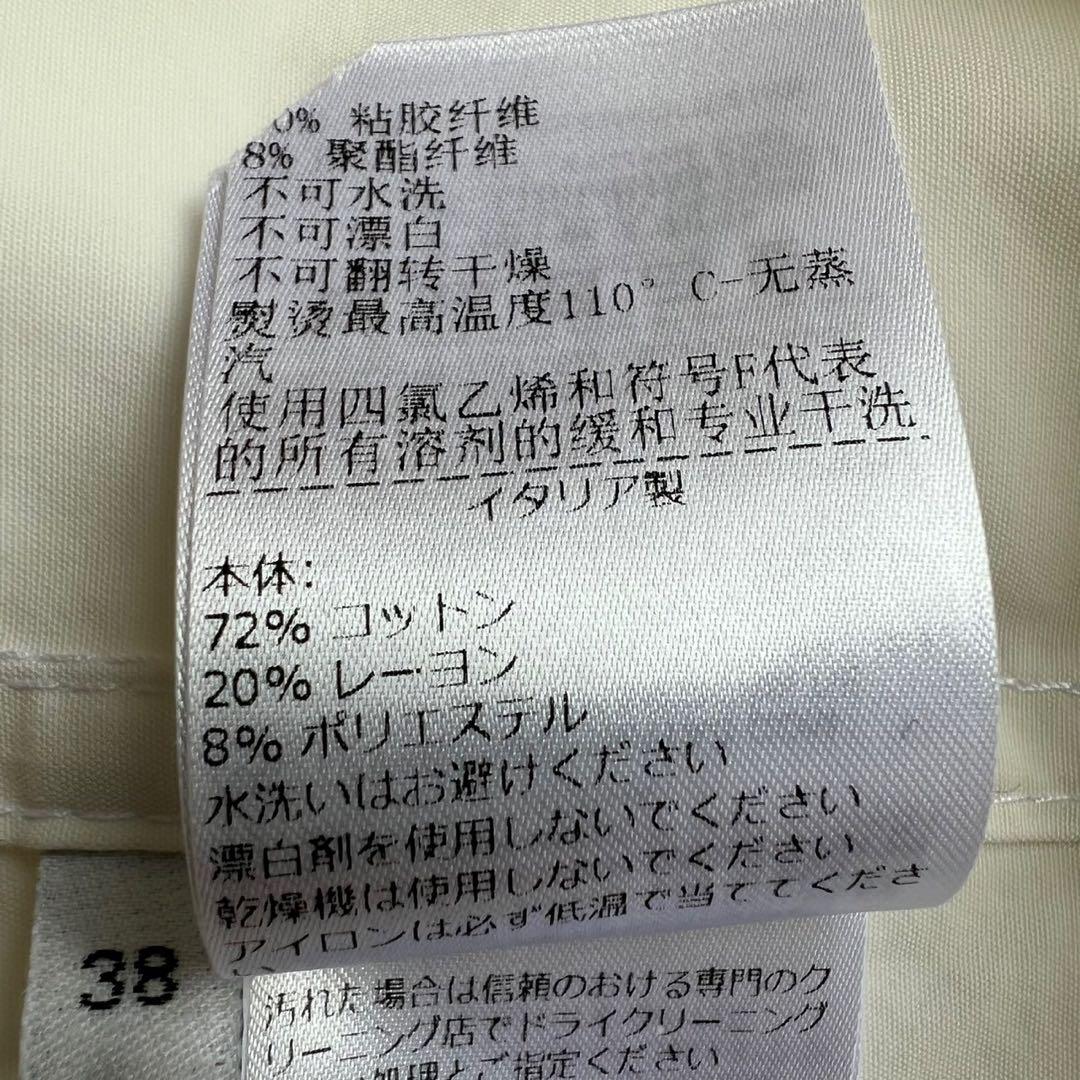 0% 粘胶纤维
8% 聚酯纤维
不可水洗
不可漂白
不可翻转干燥
熨烫最高温度110° C-无蒸
汽
使用四氯乙烯和符号F代表
的所有溶剂的缓和专业干洗
イタリア製
本体:
72% コットン
20% レーヨン
8% ポリエステル
水洗いはお避けください
漂白剤を使用しないでください
乾燥機は使用しないでください
アイロンは必ず低温で当ててくださ
38
汚れた場合は信頼のおける専門のク
リーニング店でドライクリーニング
処理とご指定ください